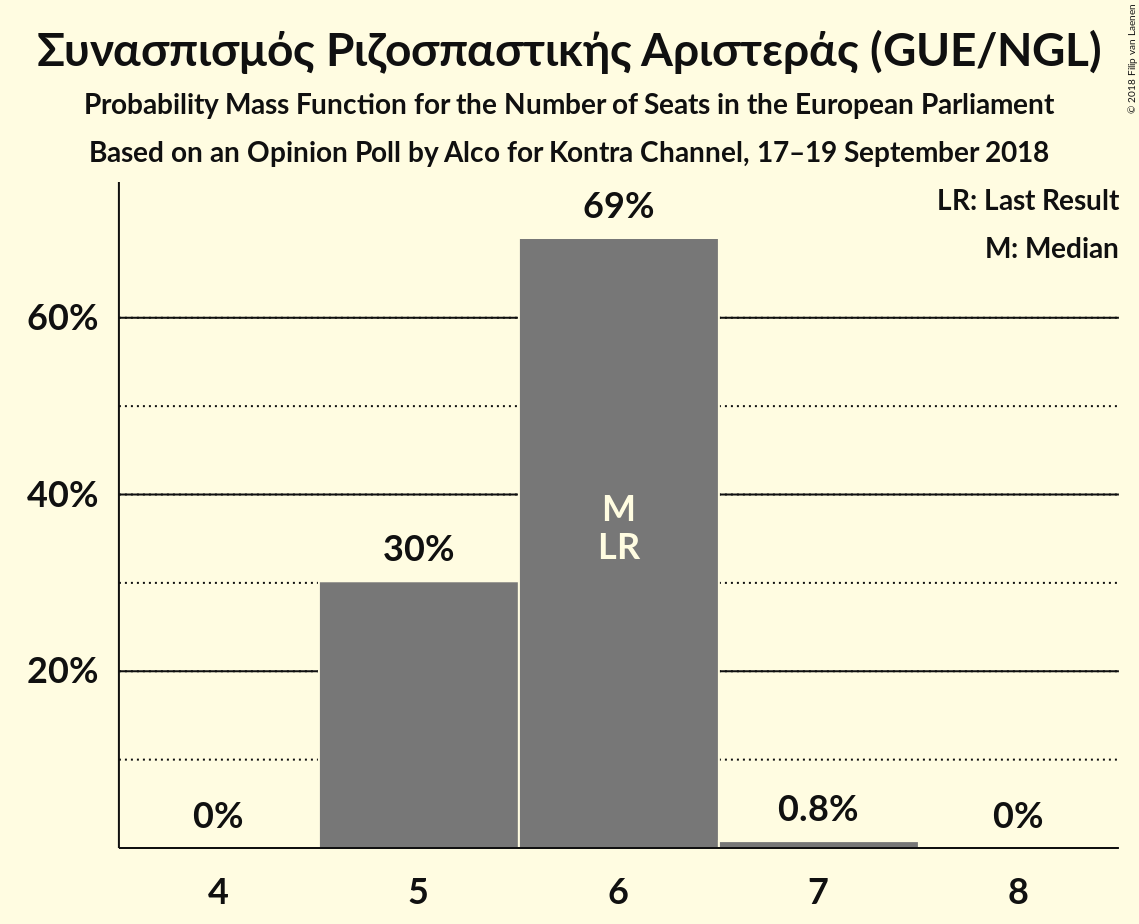 Συνασπισμός Ριζοσπαστικής Αριστεράς (GUE/NGL)
Probability Mass Function for the Number of Seats in the European Parliament
Based on an Opinion Poll by Alco for Kontra Channel, 17–19 September 2018
© 2018 Filip van Laenen
LR: Last Result
M: Median
69%
60%
40%
M
LR
30%
20%
0%
0.8%
0%
4
5
6
7
8